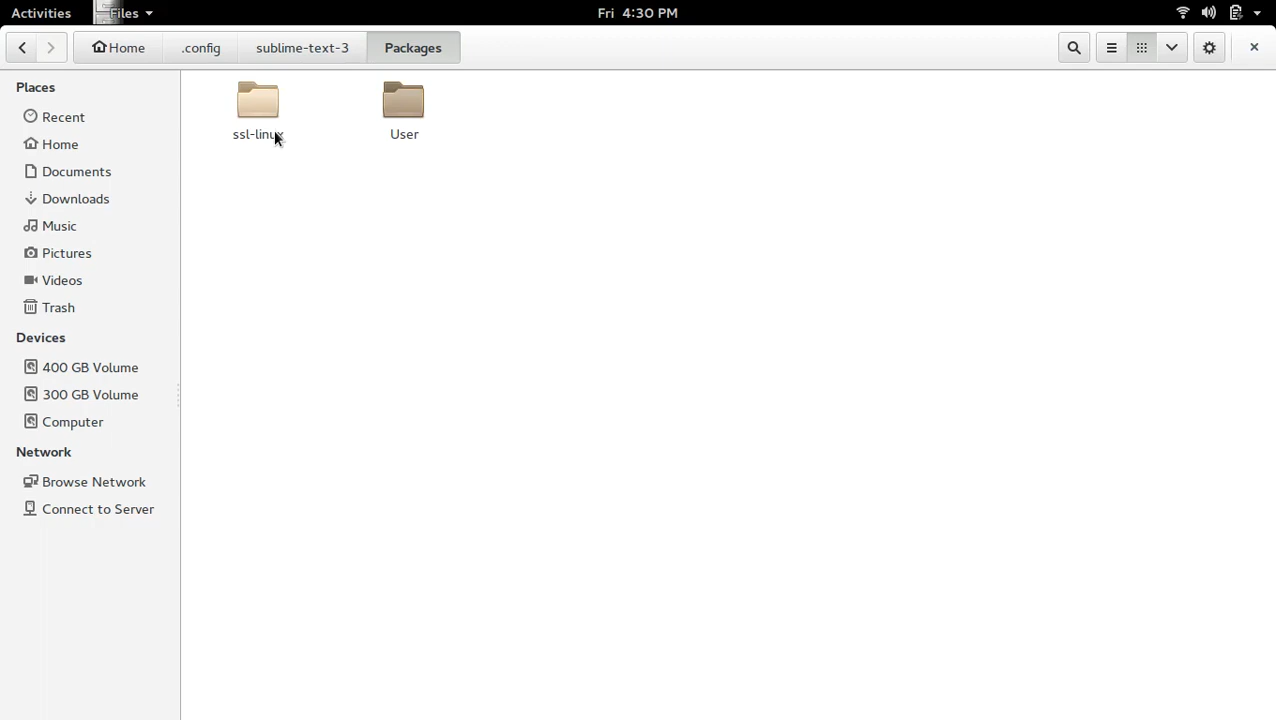 Activities Files Fri 4:30 PM
Home .config sublime-text-3 Packages
Places
Recent
Home
Documents
Downloads
Music
Pictures
Videos
Trash
Devices
400 GB Volume
300 GB Volume
Computer
Network
Browse Network
Connect to Server
ssl-linux User